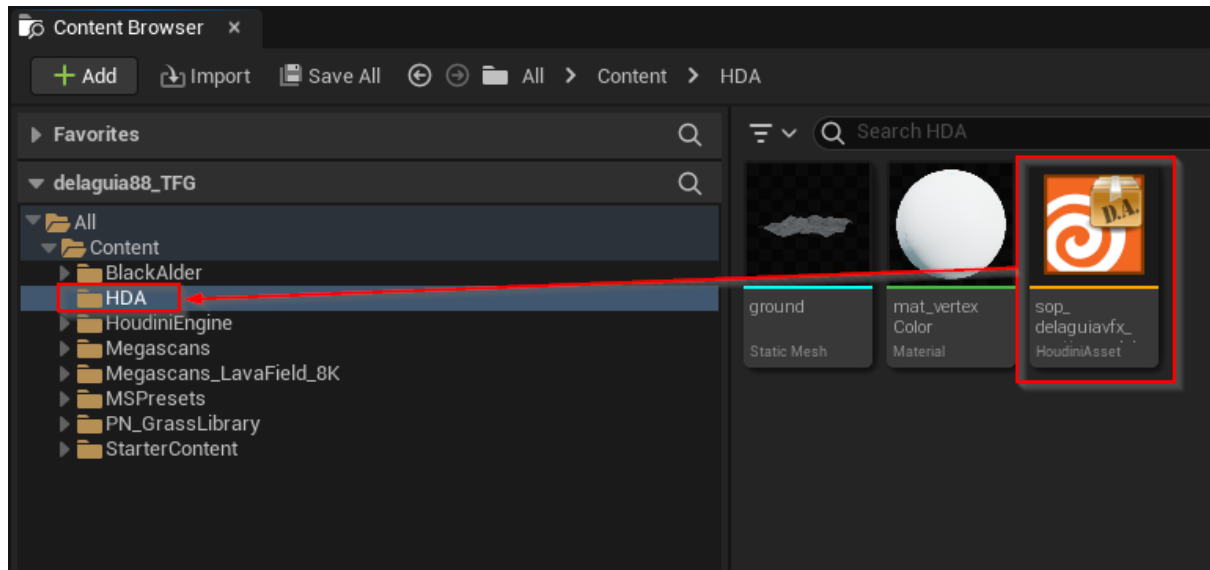 Content Browser
Add Import Save All All Content HDA
Favorites
delaguia88_TFG
All
Content
BlackAlder
HDA
HoudiniEngine
Megascans
Megascans_LavaField_8K
MSPresets
PN_GrassLibrary
StarterContent
Search HDA
D.A.
ground
Static Mesh
mat_vertex
Color
Material
sop_
delaguiavfx_
HoudiniAsset